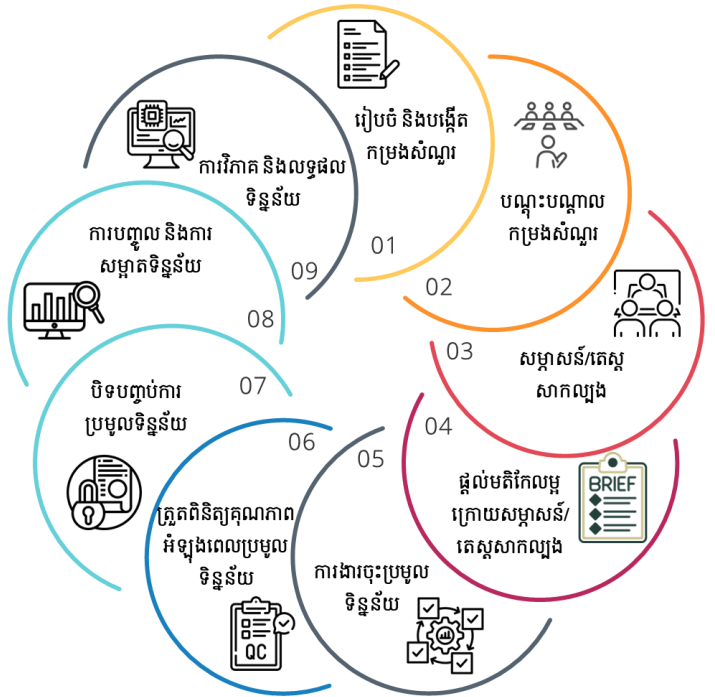 រៀបចំ និងបង្កើត
កម្រងសំណួរ
01
បណ្តុះបណ្តាល
កម្រងសំណួរ
02
សម្ភាសន៍/តេស្ត
សាកល្បង
03
ផ្តល់មតិកែលម្អ
ក្រោយសម្ភាសន៍/
តេស្តសាកល្បង
04
BRIEF
ការងារចុះប្រមូល
ទិន្នន័យ
05
ត្រួតពិនិត្យគុណភាព
អំឡុងពេលប្រមូល
ទិន្នន័យ
06
QC
បិទបញ្ចប់ការ
ប្រមូលទិន្នន័យ
07
ការបញ្ចូល និងការ
សម្អាតទិន្នន័យ
08
ការវិភាគ និងលទ្ធផល
ទិន្នន័យ
09